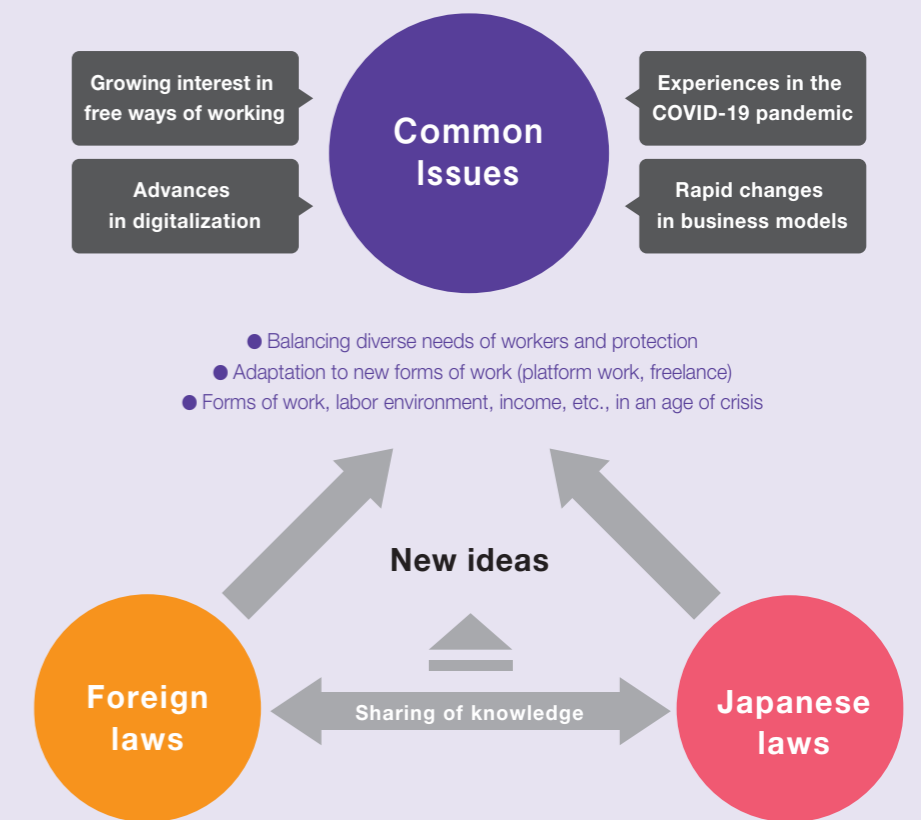 Growing interest in
free ways of working
Advances
in digitalization
Common
Issues
Experiences in the
COVID-19 pandemic
Rapid changes
in business models
● Balancing diverse needs of workers and protection
● Adaptation to new forms of work (platform work, freelance)
● Forms of work, labor environment, income, etc., in an age of crisis
New ideas
Foreign
laws
Sharing of knowledge
Japanese
laws